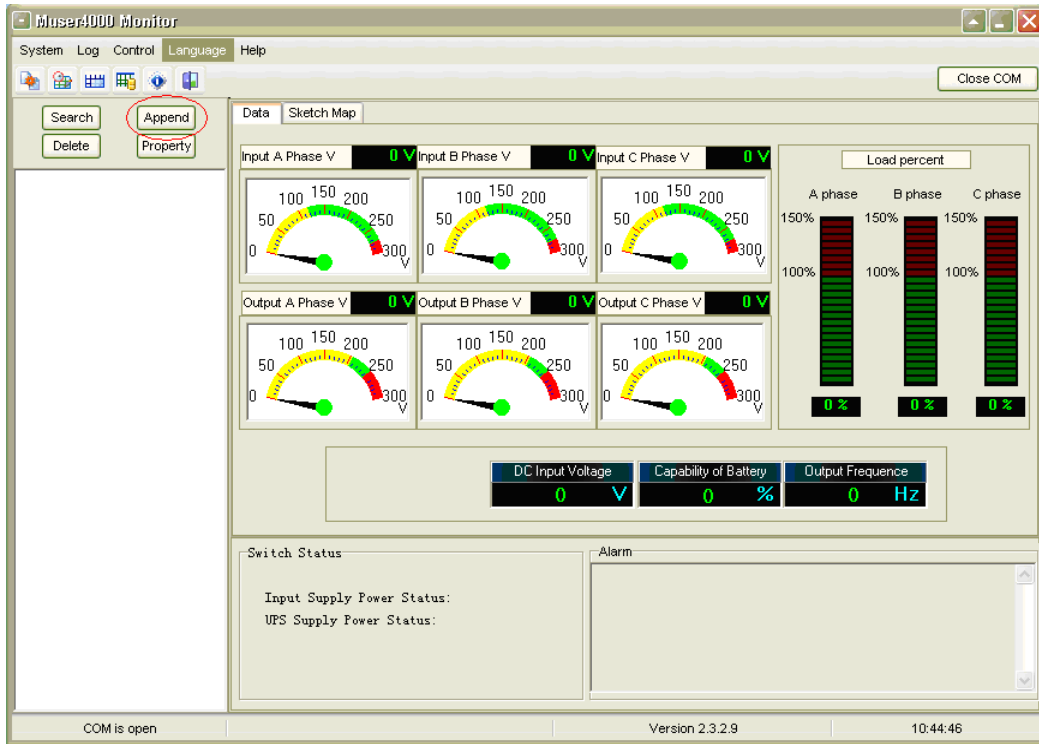 Muser4000 Monitor
System Log Control Language Help
Close COM
Search Append
Delete Property
Data Sketch Map
Input A Phase V 0 V Input B Phase V 0 V Input C Phase V 0 V
0 50 100 150 200 250 300 V
0 50 100 150 200 250 300 V
0 50 100 150 200 250 300 V
Output A Phase V 0 V Output B Phase V 0 V Output C Phase V 0 V
0 50 100 150 200 250 300 V
0 50 100 150 200 250 300 V
0 50 100 150 200 250 300 V
Load percent
A phase B phase C phase
150% 150% 150%
100% 100% 100%
0 % 0 % 0 %
DC Input Voltage Capability of Battery Output Frequence
0 V 0 % 0 Hz
Switch Status
Input Supply Power Status:
UPS Supply Power Status:
Alarm
COM is open Version 2.3.2.9 10:44:46